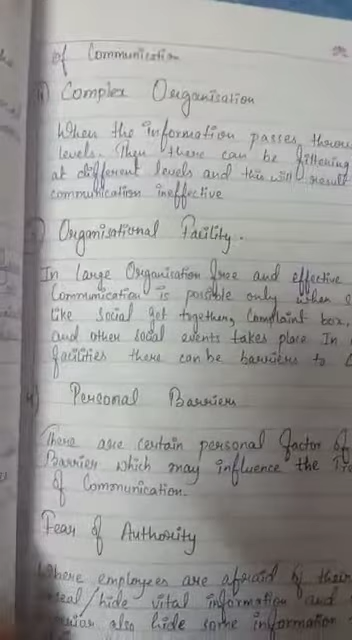 of Communication
Complex Organisation
When the information passes
levels. Then there can be filtering
at different levels and this will result
communication ineffective
Organisational Facility.
In large Organisation free and effective
Communication is possible only when
like social get together, Complaint box,
and other social events takes place In
facilities there can be barriers to
4) Personal Barriers
There are certain personal factor of
Barrier which may influence the
of Communication.
Fear of Authority
Where employees are afraid of their
/hide vital information and
also hide some information